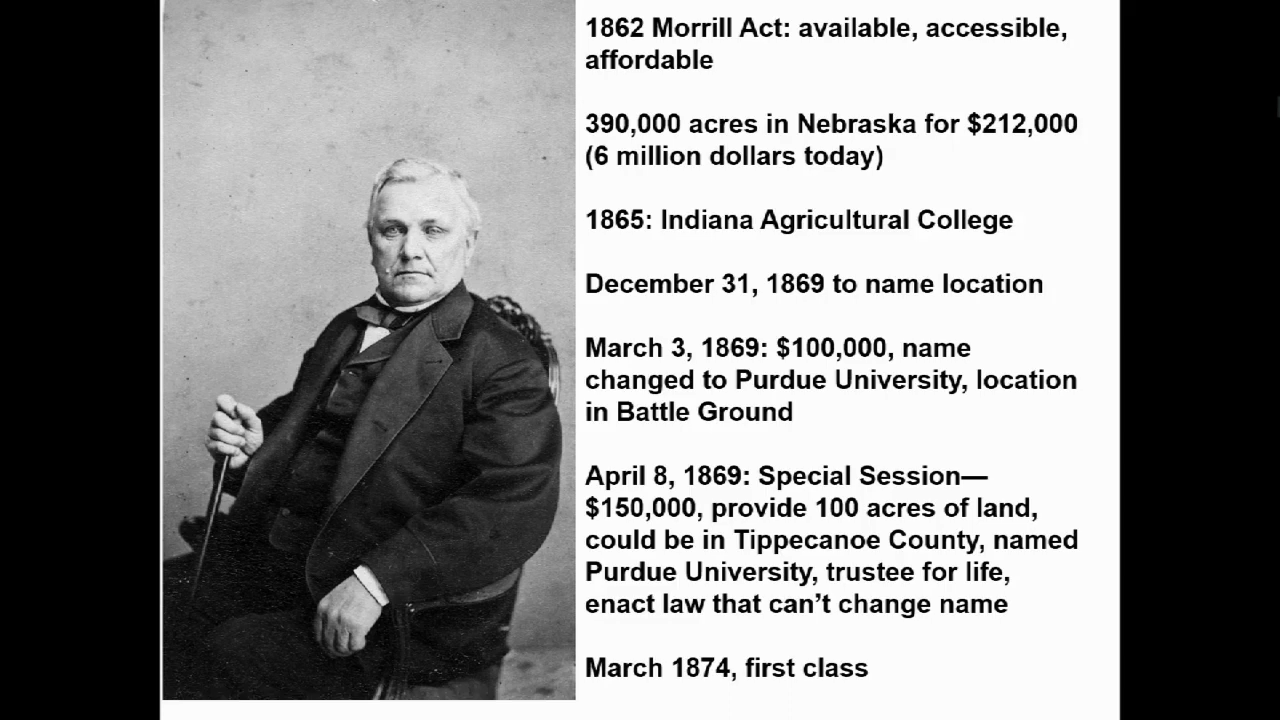 1862 Morrill Act: available, accessible,
affordable
390,000 acres in Nebraska for $212,000
(6 million dollars today)
1865: Indiana Agricultural College
December 31, 1869 to name location
March 3, 1869: $100,000, name
changed to Purdue University, location
in Battle Ground
April 8, 1869: Special Session—
$150,000, provide 100 acres of land,
could be in Tippecanoe County, named
Purdue University, trustee for life,
enact law that can’t change name
March 1874, first class